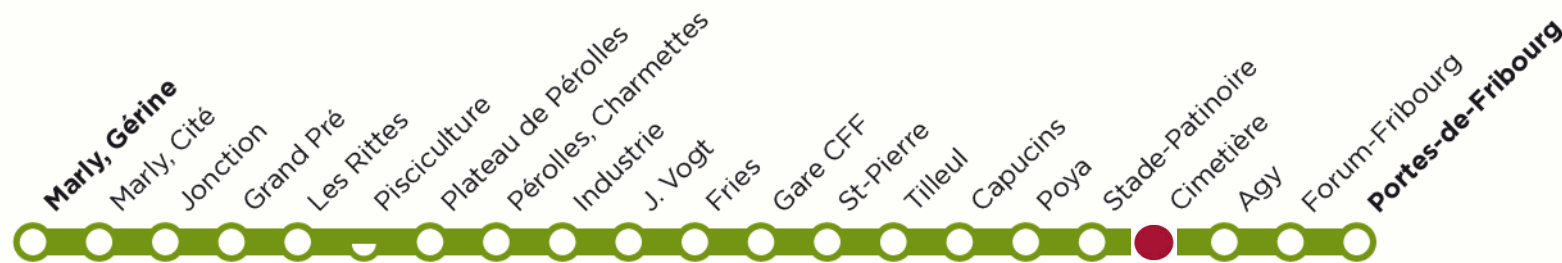 Marly, Gérine
Marly, Cité
Jonction
Grand Pré
Les Rittes
Pisciculture
Plateau de Pérolles
Pérolles, Charmettes
Industrie
J. Vogt
Fries
Gare CFF
St-Pierre
Tilleul
Capucins
Poya
Stade-Patinoire
Cimetière
Agy
Forum-Fribourg
Portes-de-Fribourg